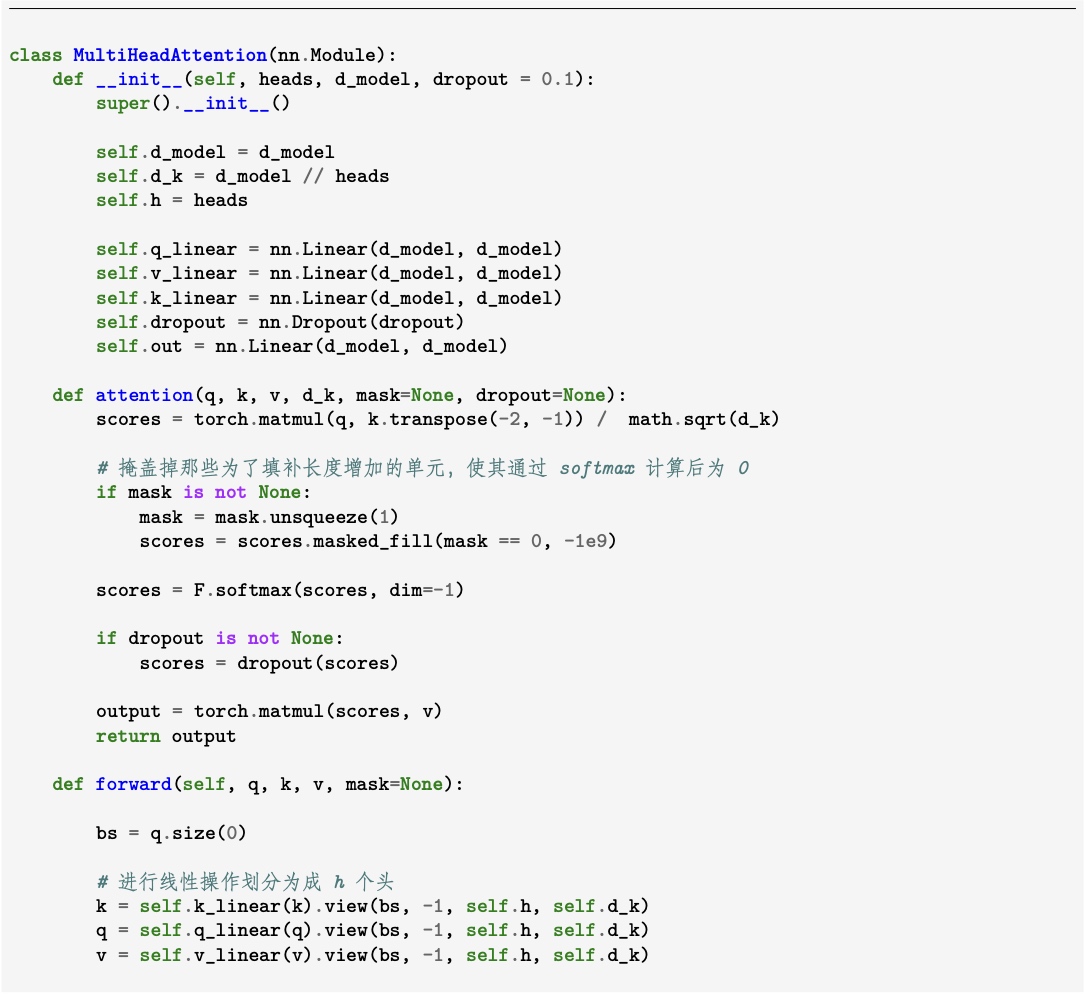 class MultiHeadAttention(nn.Module):
    def __init__(self, heads, d_model, dropout = 0.1):
        super().__init__()

        self.d_model = d_model
        self.d_k = d_model // heads
        self.h = heads

        self.q_linear = nn.Linear(d_model, d_model)
        self.v_linear = nn.Linear(d_model, d_model)
        self.k_linear = nn.Linear(d_model, d_model)
        self.dropout = nn.Dropout(dropout)
        self.out = nn.Linear(d_model, d_model)

    def attention(q, k, v, d_k, mask=None, dropout=None):
        scores = torch.matmul(q, k.transpose(-2, -1)) /  math.sqrt(d_k)

        # 掩盖掉那些为了填补长度增加的单元，使其通过 softmax 计算后为 0
        if mask is not None:
            mask = mask.unsqueeze(1)
            scores = scores.masked_fill(mask == 0, -1e9)

        scores = F.softmax(scores, dim=-1)

        if dropout is not None:
            scores = dropout(scores)

        output = torch.matmul(scores, v)
        return output

    def forward(self, q, k, v, mask=None):

        bs = q.size(0)

        # 进行线性操作划分为成 h 个头
        k = self.k_linear(k).view(bs, -1, self.h, self.d_k)
        q = self.q_linear(q).view(bs, -1, self.h, self.d_k)
        v = self.v_linear(v).view(bs, -1, self.h, self.d_k)